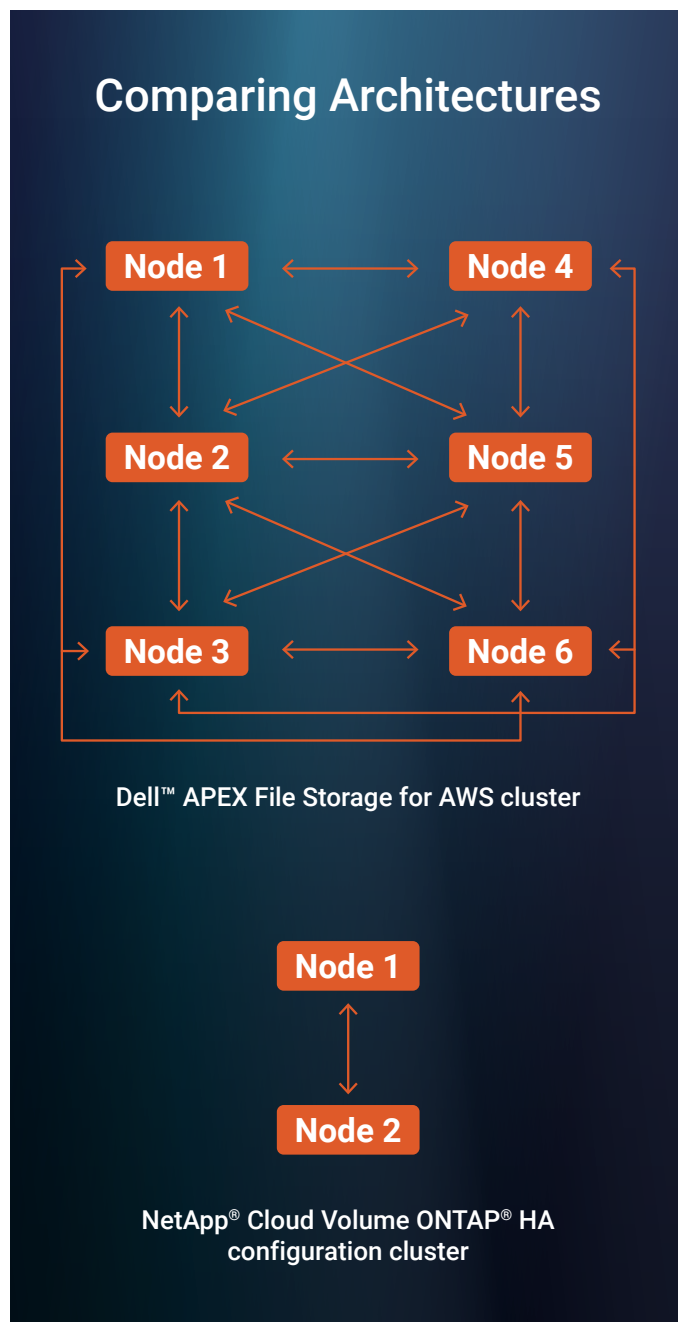 Comparing Architectures
Node 1
Node 4
Node 2
Node 5
Node 3
Node 6
Dell™ APEX File Storage for AWS cluster
Node 1
Node 2
NetApp® Cloud Volume ONTAP® HA
configuration cluster